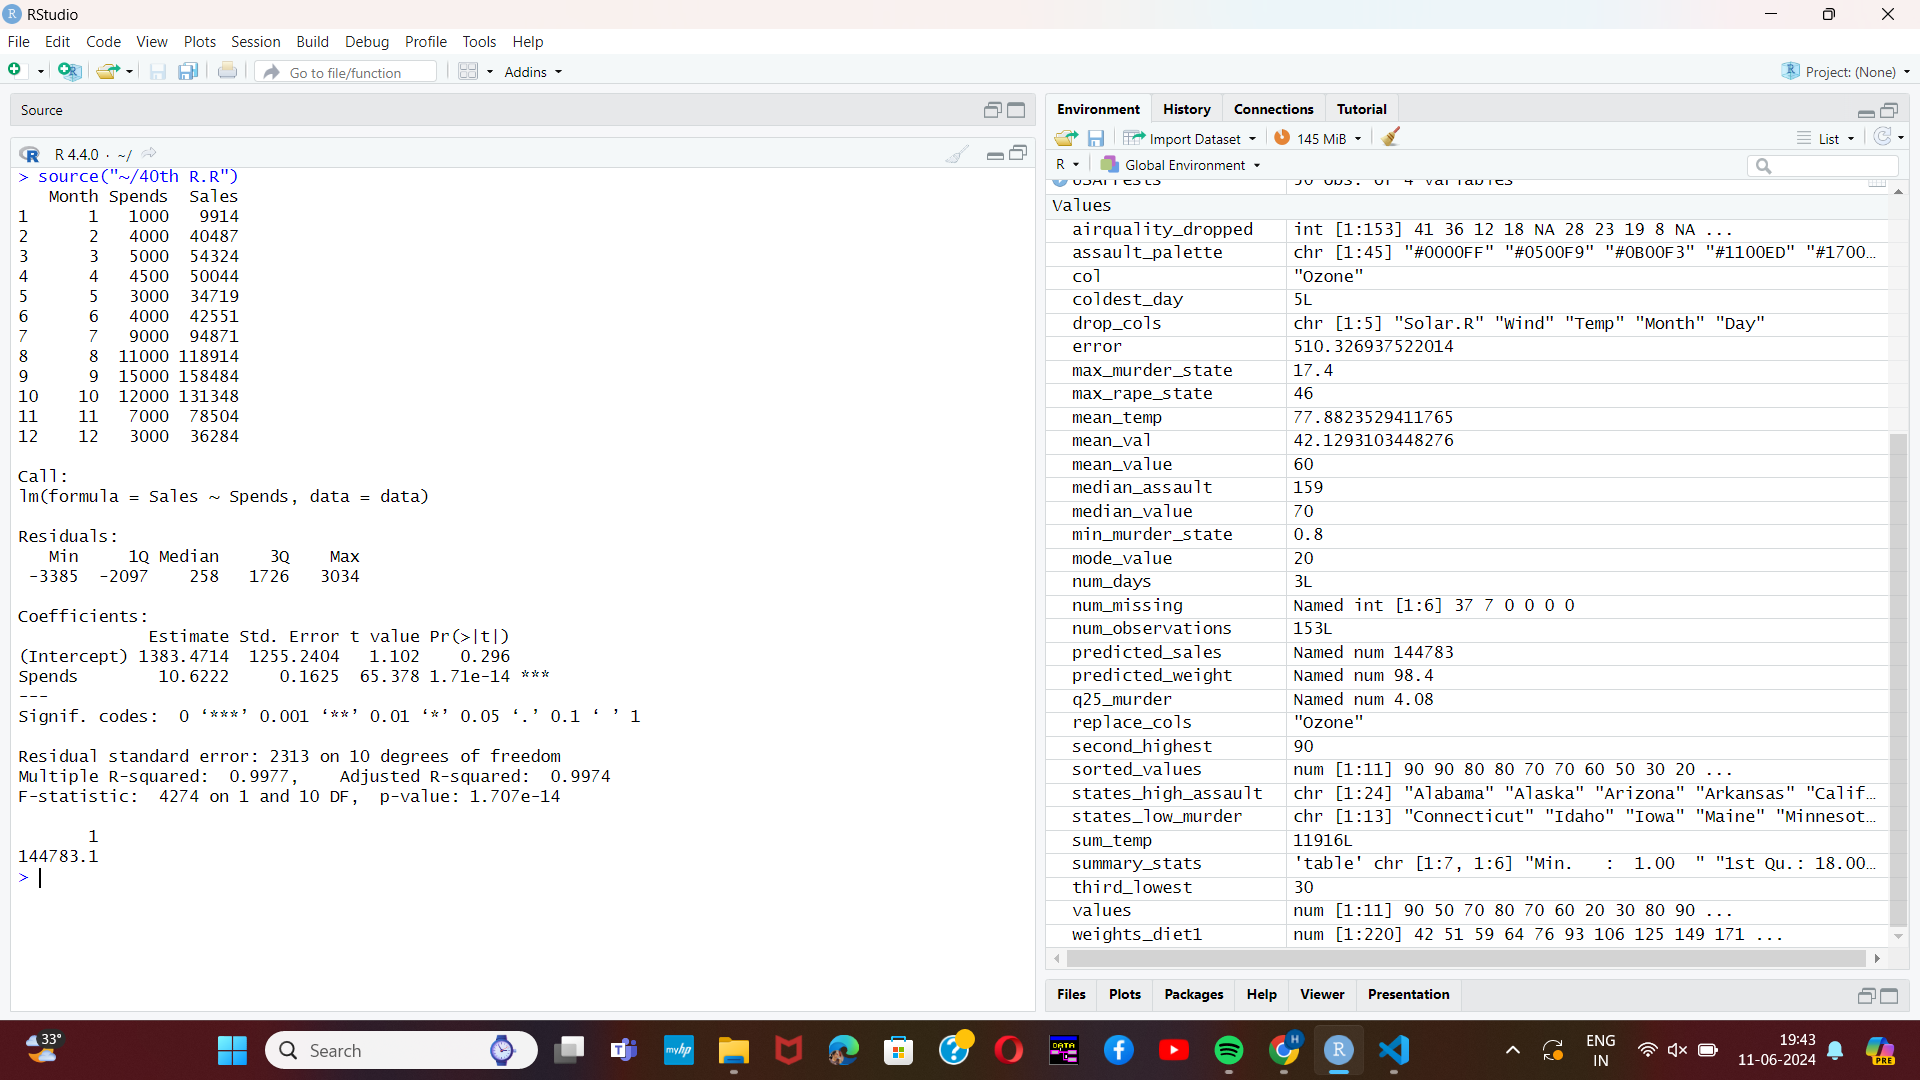 RStudio
File Edit Code View Plots Session Build Debug Profile Tools Help
Go to file/function Addins Project: (None)
Source
R 4.4.0 · ~/
> source("~/40th R.R")
Month Spends Sales
1 1 1000 9914
2 2 4000 40487
3 3 5000 54324
4 4 4500 50044
5 5 3000 34719
6 6 4000 42551
7 7 9000 94871
8 8 11000 118914
9 9 15000 158484
10 10 12000 131348
11 11 7000 78504
12 12 3000 36284
Call:
lm(formula = Sales ~ Spends, data = data)
Residuals:
Min 1Q Median 3Q Max
-3385 -2097 258 1726 3034
Coefficients:
Estimate Std. Error t value Pr(>|t|)
(Intercept) 1383.4714 1255.2404 1.102 0.296
Spends 10.6222 0.1625 65.378 1.71e-14 ***
---
Signif. codes: 0 ‘***’ 0.001 ‘**’ 0.01 ‘*’ 0.05 ‘.’ 0.1 ‘ ’ 1
Residual standard error: 2313 on 10 degrees of freedom
Multiple R-squared: 0.9977, Adjusted R-squared: 0.9974
F-statistic: 4274 on 1 and 10 DF, p-value: 1.707e-14
1
144783.1
>
Environment History Connections Tutorial
Import Dataset 145 MiB List
R Global Environment
USArrests 50 obs. of 4 variables
Values
airquality_dropped int [1:153] 41 36 12 18 NA 28 23 19 8 NA ...
assault_palette chr [1:45] "#0000FF" "#0500F9" "#0B00F3" "#1100ED" "#1700...
col "Ozone"
coldest_day 5L
drop_cols chr [1:5] "Solar.R" "Wind" "Temp" "Month" "Day"
error 510.326937522014
max_murder_state 17.4
max_rape_state 46
mean_temp 77.8823529411765
mean_val 42.1293103448276
mean_value 60
median_assault 159
median_value 70
min_murder_state 0.8
mode_value 20
num_days 3L
num_missing Named int [1:6] 37 7 0 0 0 0
num_observations 153L
predicted_sales Named num 144783
predicted_weight Named num 98.4
q25_murder Named num 4.08
replace_cols "Ozone"
second_highest 90
sorted_values num [1:11] 90 90 80 80 70 70 60 50 30 20 ...
states_high_assault chr [1:24] "Alabama" "Alaska" "Arizona" "Arkansas" "Calif...
states_low_murder chr [1:13] "Connecticut" "Idaho" "Iowa" "Maine" "Minnesot...
sum_temp 11916L
summary_stats 'table' chr [1:7, 1:6] "Min. : 1.00 " "1st Qu.: 18.00...
third_lowest 30
values num [1:11] 90 50 70 80 70 60 20 30 80 90 ...
weights_diet1 num [1:220] 42 51 59 64 76 93 106 125 149 171 ...
Files Plots Packages Help Viewer Presentation
33°
Search
myhp
DATA
H
R
ENG
IN
19:43
11-06-2024
PRE